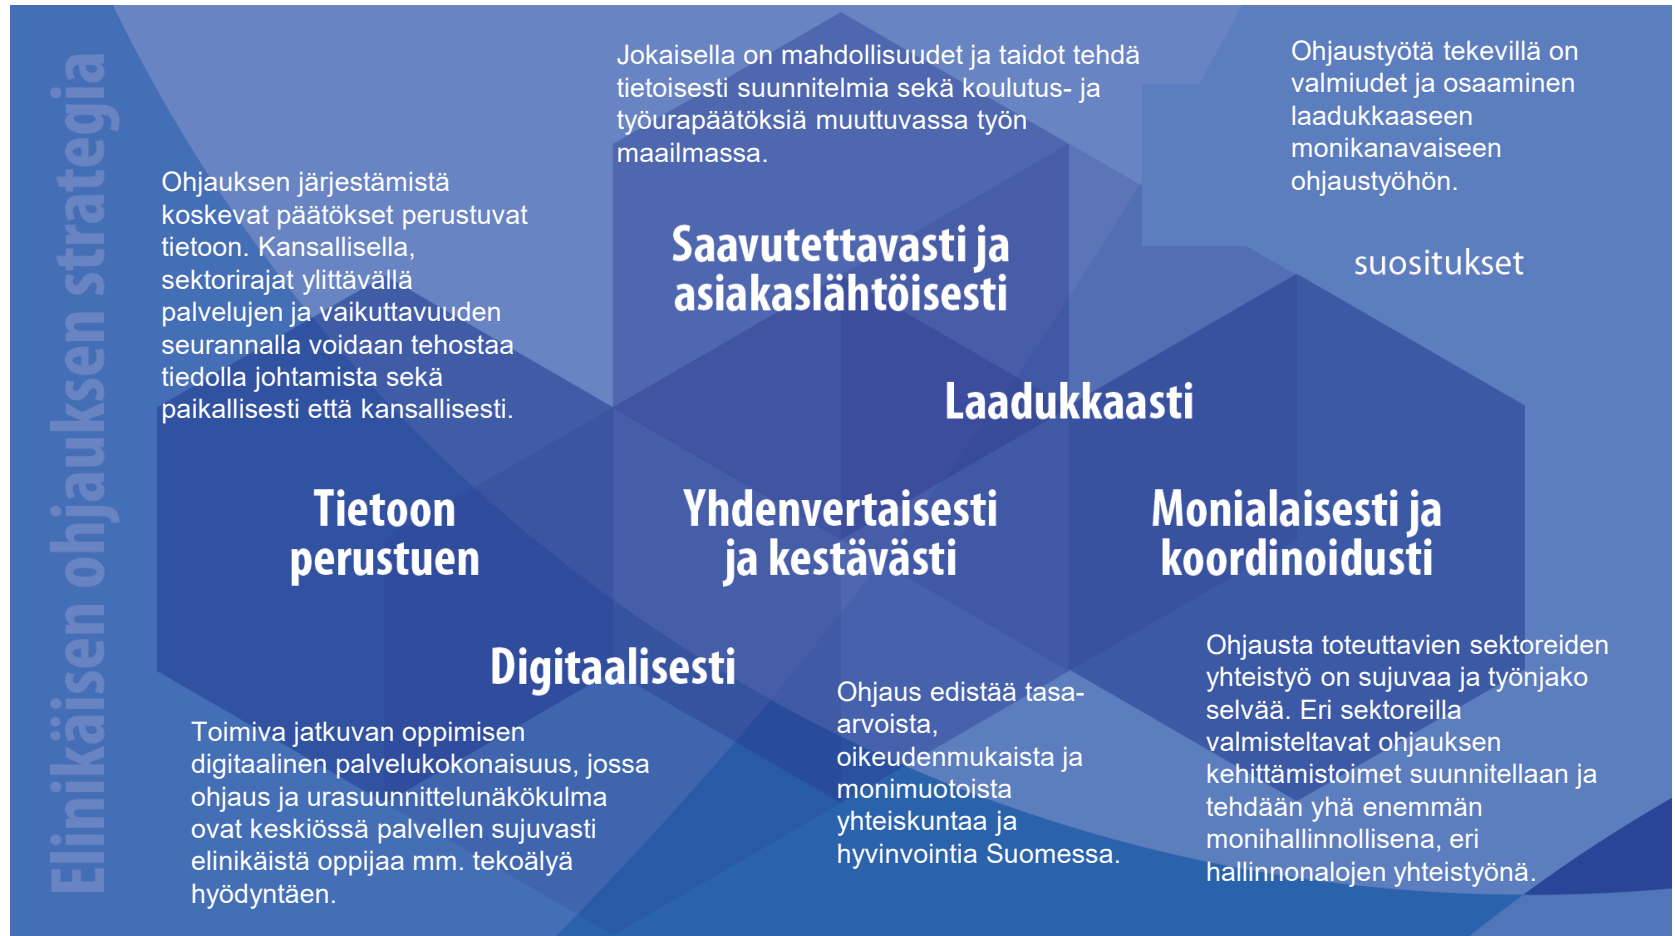 Elinikäisen ohjauksen strategia
Jokaisella on mahdollisuudet ja taidot tehdä
tietoisesti suunnitelmia sekä koulutus- ja
työurapäätöksiä muuttuvassa työn
maailmassa.
Ohjaustyötä tekevillä on
valmiudet ja osaaminen
laadukkaaseen
monikanavaiseen
ohjaustyöhön.
suositukset
Ohjauksen järjestämistä
koskevat päätökset perustuvat
tietoon. Kansallisella,
sektorirajat ylittävällä
palvelujen ja vaikuttavuuden
seurannalla voidaan tehostaa
tiedolla johtamista sekä
paikallisesti että kansallisesti.
Saavutettavasti ja
asiakaslähtöisesti
Laadukkaasti
Tietoon
perustuen
Yhdenvertaisesti
ja kestävästi
Monialaisesti ja
koordinoidusti
Digitaalisesti
Toimiva jatkuvan oppimisen
digitaalinen palvelukokonaisuus, jossa
ohjaus ja urasuunnittelunäkökulma
ovat keskiössä palvellen sujuvasti
elinikäistä oppijaa mm. tekoälyä
hyödyntäen.
Ohjaus edistää tasa-
arvoista,
oikeudenmukaista ja
monimuotoista
yhteiskuntaa ja
hyvinvointia Suomessa.
Ohjausta toteuttavien sektoreiden
yhteistyö on sujuvaa ja työnjako
selvää. Eri sektoreilla
valmisteltavat ohjauksen
kehittämistoimet suunnitellaan ja
tehdään yhä enemmän
monihallinnollisena, eri
hallinnonalojen yhteistyönä.